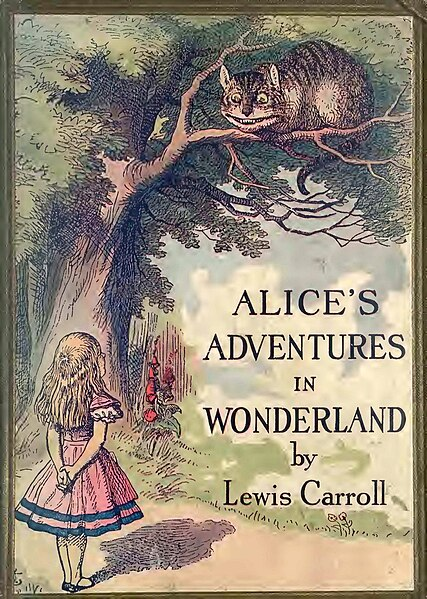 ALICE'S
ADVENTURES
IN
WONDERLAND
by
Lewis Carroll